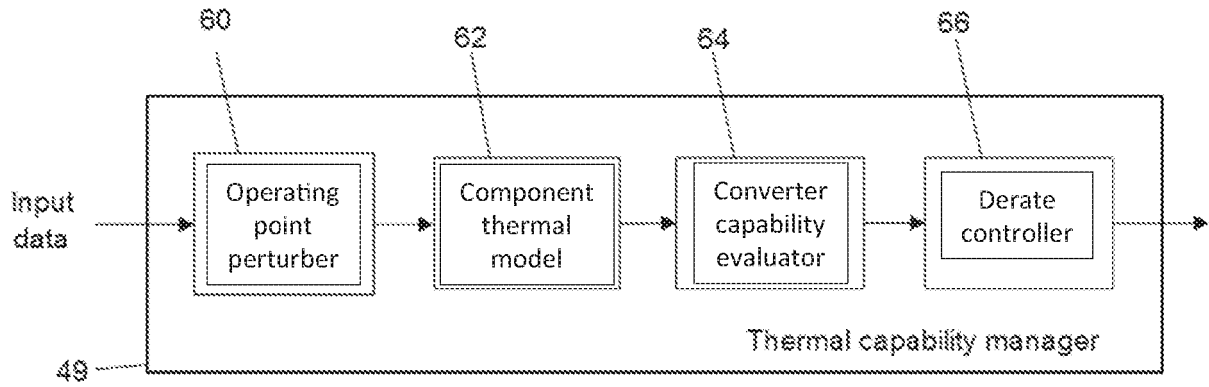 60
62
64
66
Input
data
Operating
point
perturber
Component
thermal
model
Converter
capability
evaluator
Derate
controller
Thermal capability manager
49